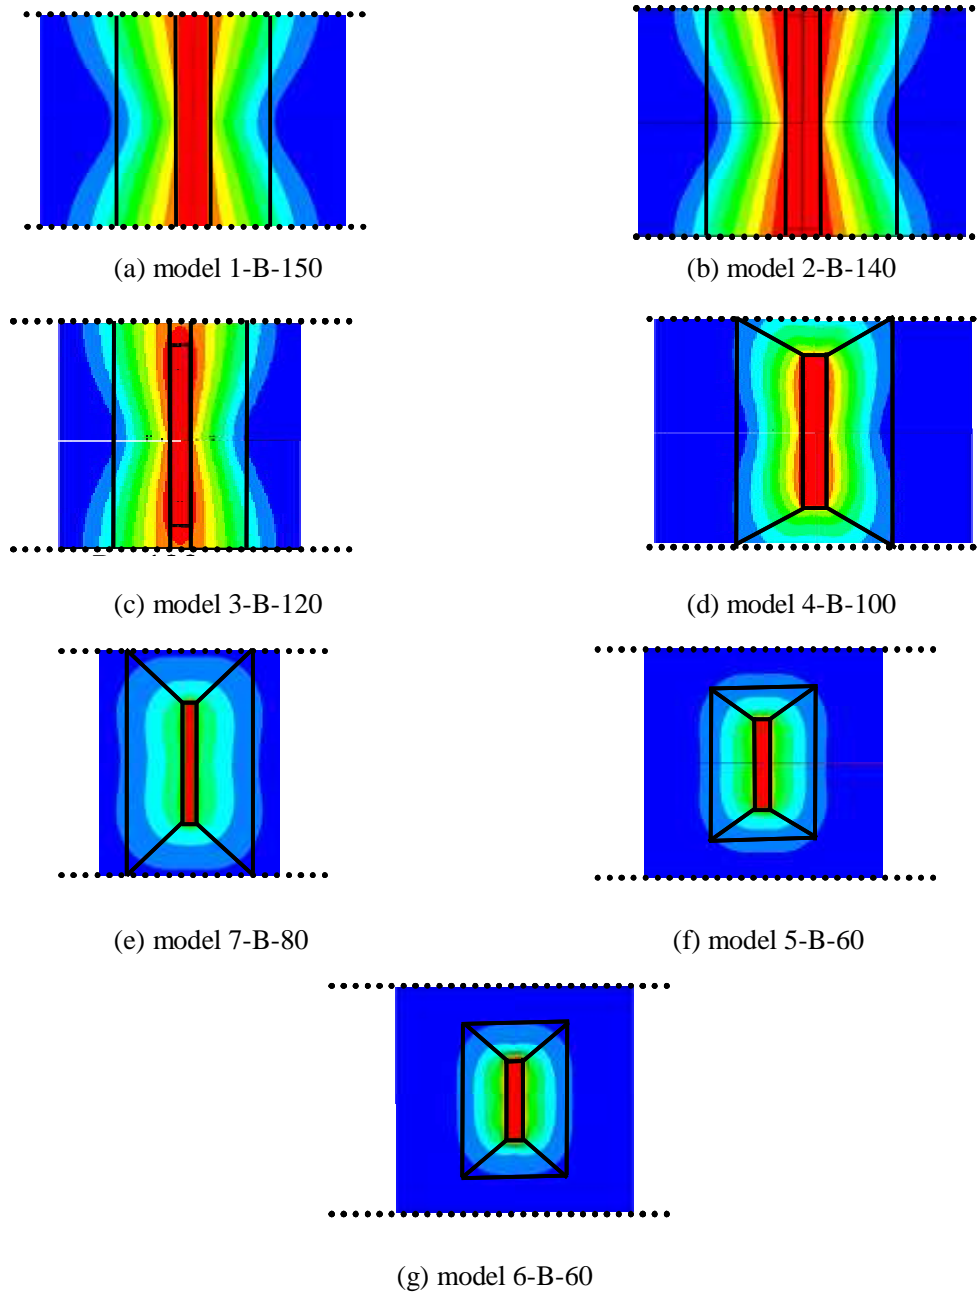 (a) model 1-B-150
(b) model 2-B-140
(c) model 3-B-120
(d) model 4-B-100
(e) model 7-B-80
(f) model 5-B-60
(g) model 6-B-60